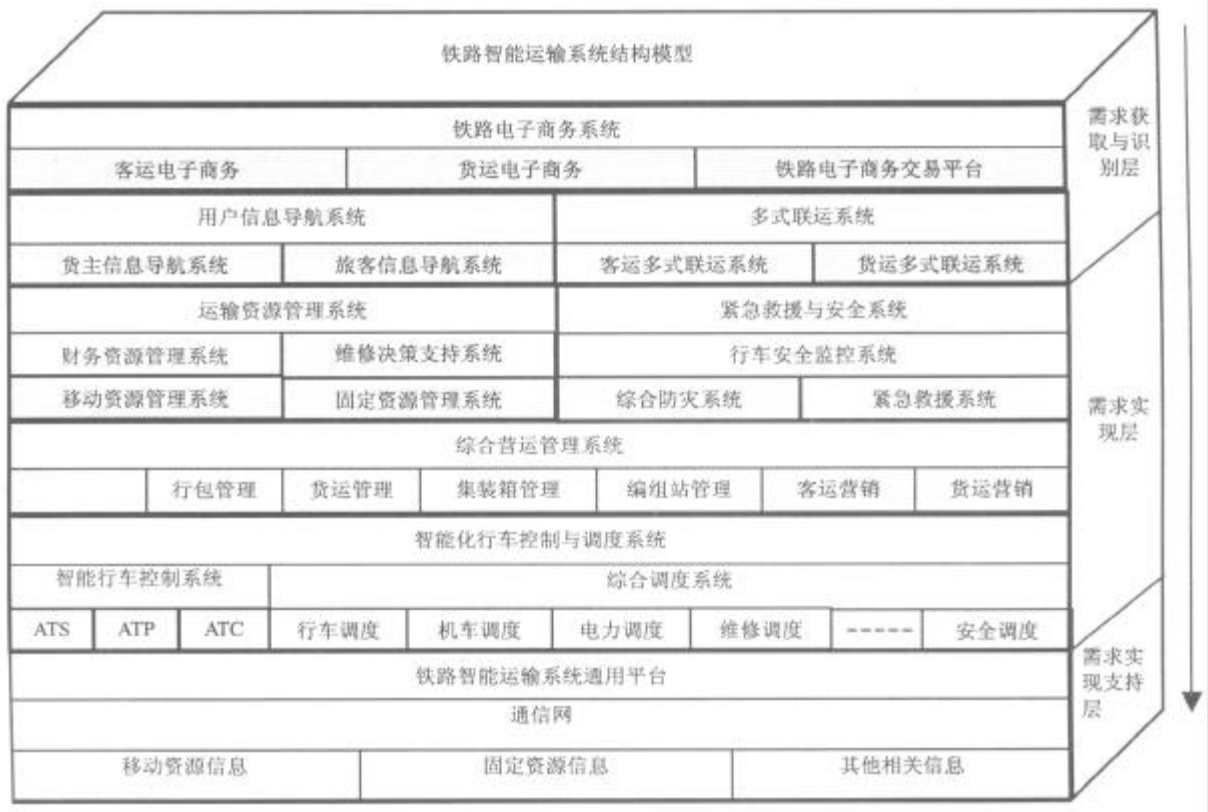 铁路智能运输系统结构模型
铁路电子商务系统
客运电子商务 货运电子商务 铁路电子商务交易平台
需求获
取与识
别层
用户信息导航系统 多式联运系统
货主信息导航系统 旅客信息导航系统 客运多式联运系统 货运多式联运系统
运输资源管理系统 紧急救援与安全系统
财务资源管理系统 维修决策支持系统 行车安全监控系统
移动资源管理系统 固定资源管理系统 综合防灾系统 紧急救援系统
综合营运管理系统
行包管理 货运管理 集装箱管理 编组站管理 客运营销 货运营销
智能化行车控制与调度系统
智能行车控制系统 综合调度系统
ATS ATP ATC 行车调度 机车调度 电力调度 维修调度 ----- 安全调度
需求实
现层
铁路智能运输系统通用平台
通信网
移动资源信息 固定资源信息 其他相关信息
需求实
现支持
层